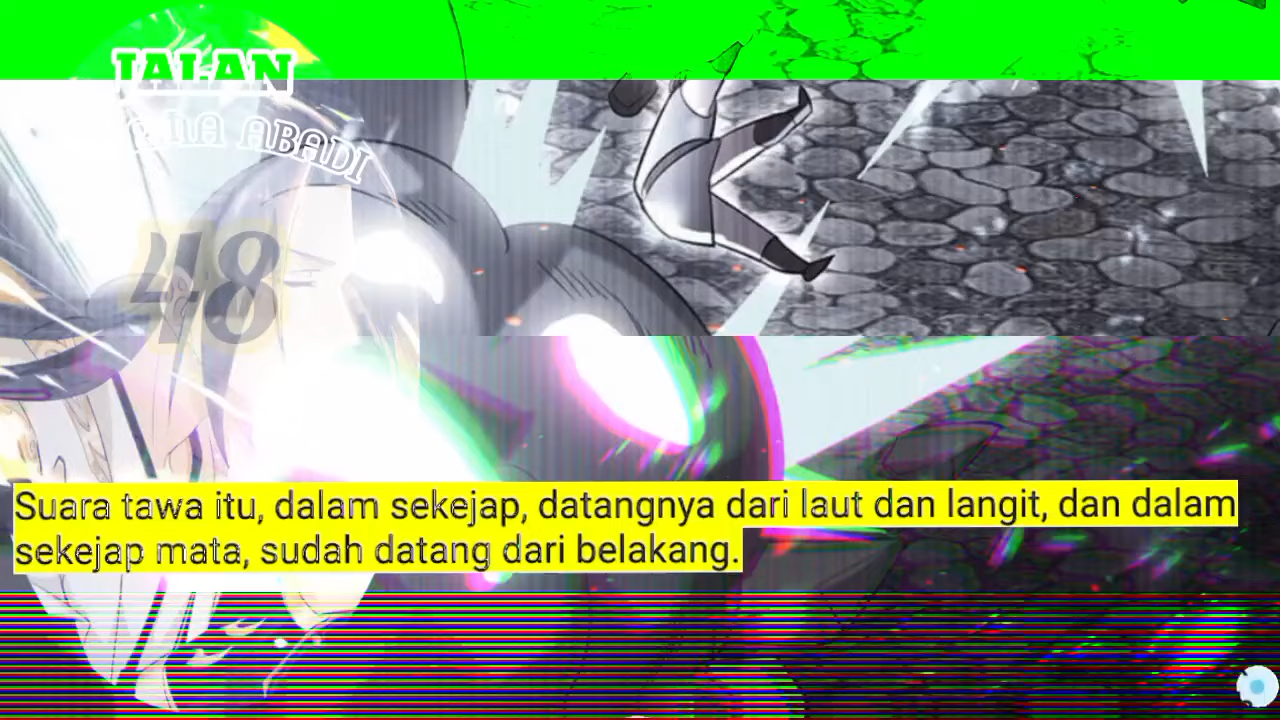 JALAN
ABADI
48
Suara tawa itu, dalam sekejap, datangnya dari laut dan langit, dan dalam
sekejap mata, sudah datang dari belakang.